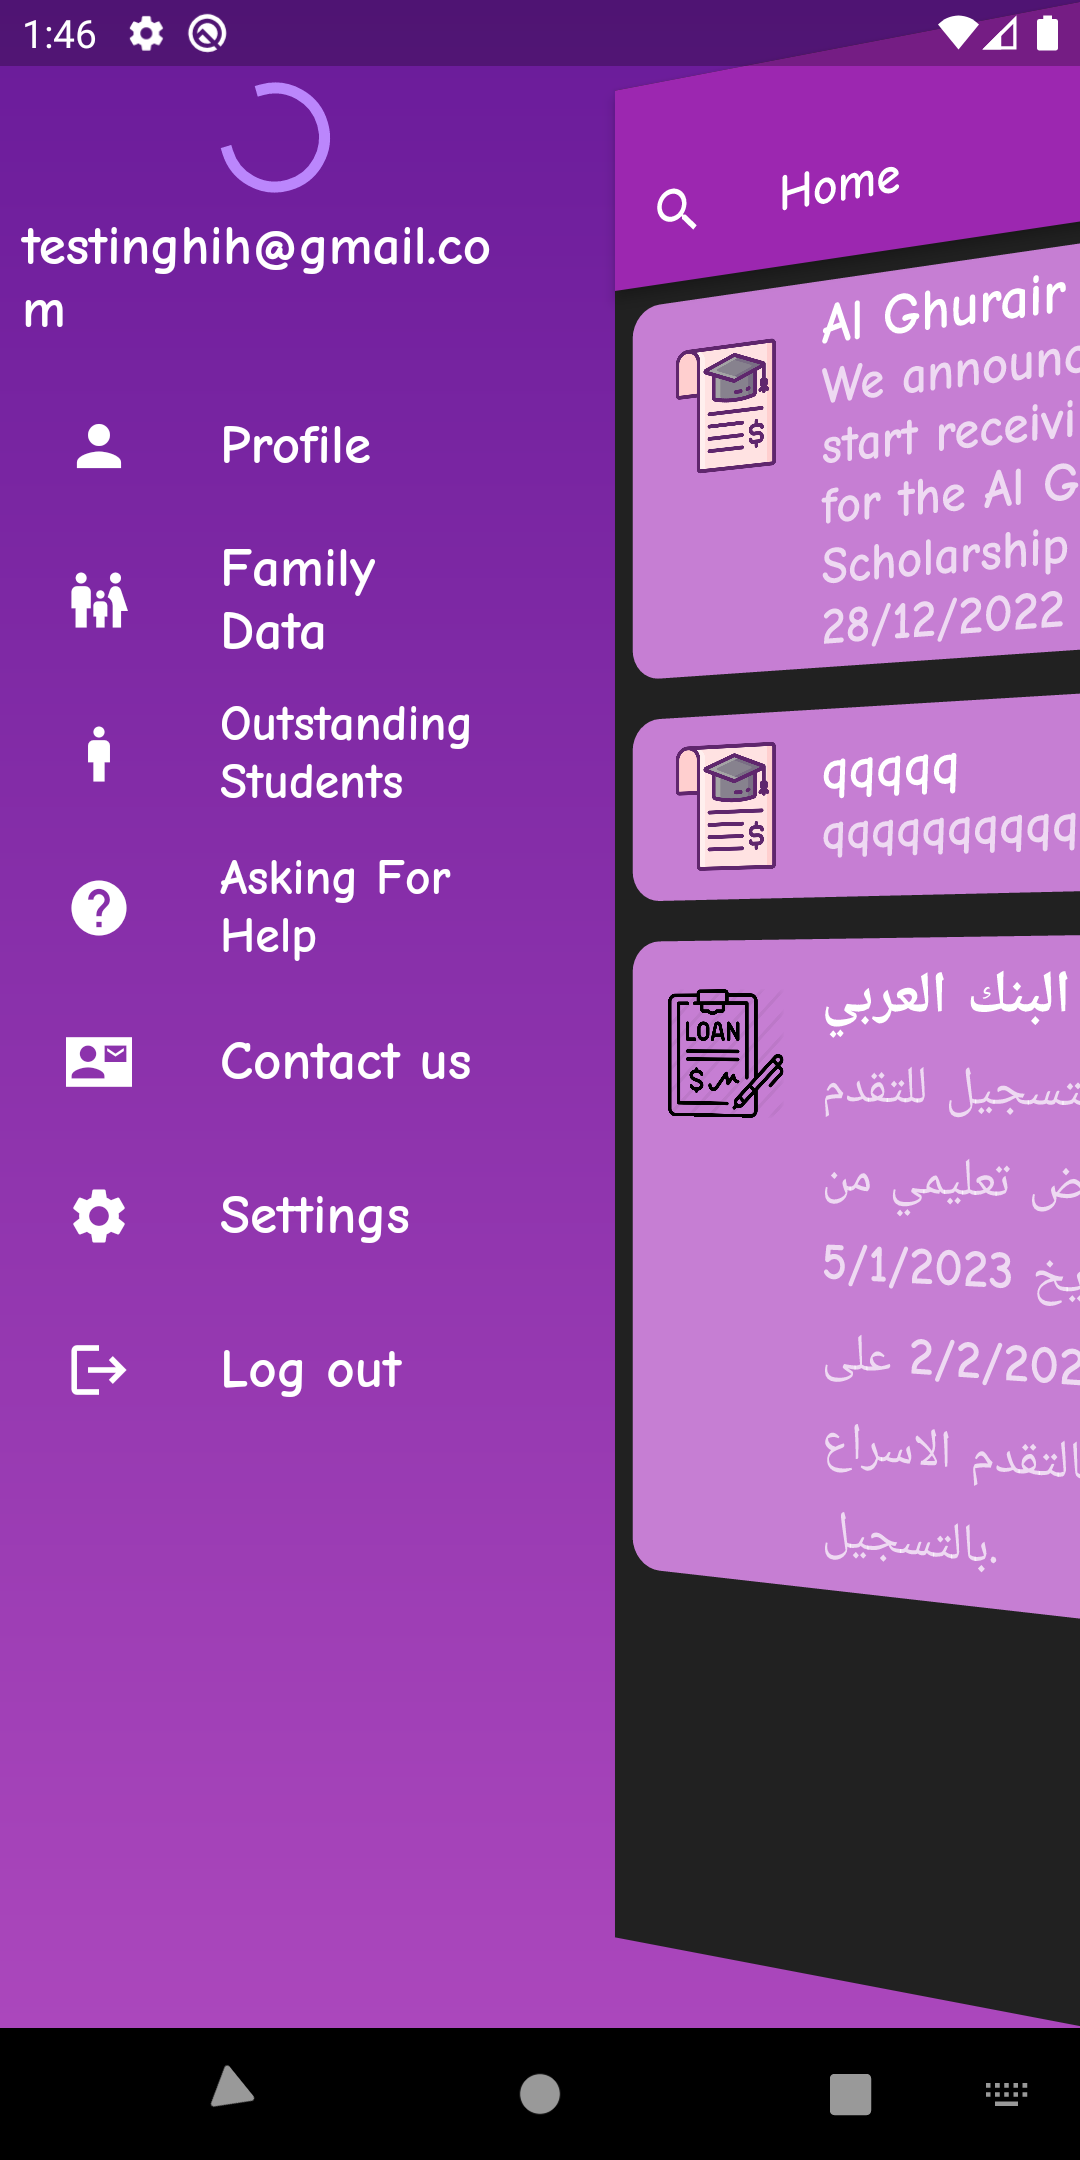 1:46
testinghih@gmail.co
m
Profile
Family
Data
Outstanding
Students
Asking For
Help
Contact us
Settings
Log out
Home
Al Ghurair
We announc
start receivi
for the Al G
Scholarship
28/12/2022
qqqqq
qqqqqqqqqq
LOAN
$
البنك العربي
تسجيل للتقدم
ض تعليمي من
يخ 5/1/2023
2/2/202 على
التقدم الاسراع
بالتسجيل.